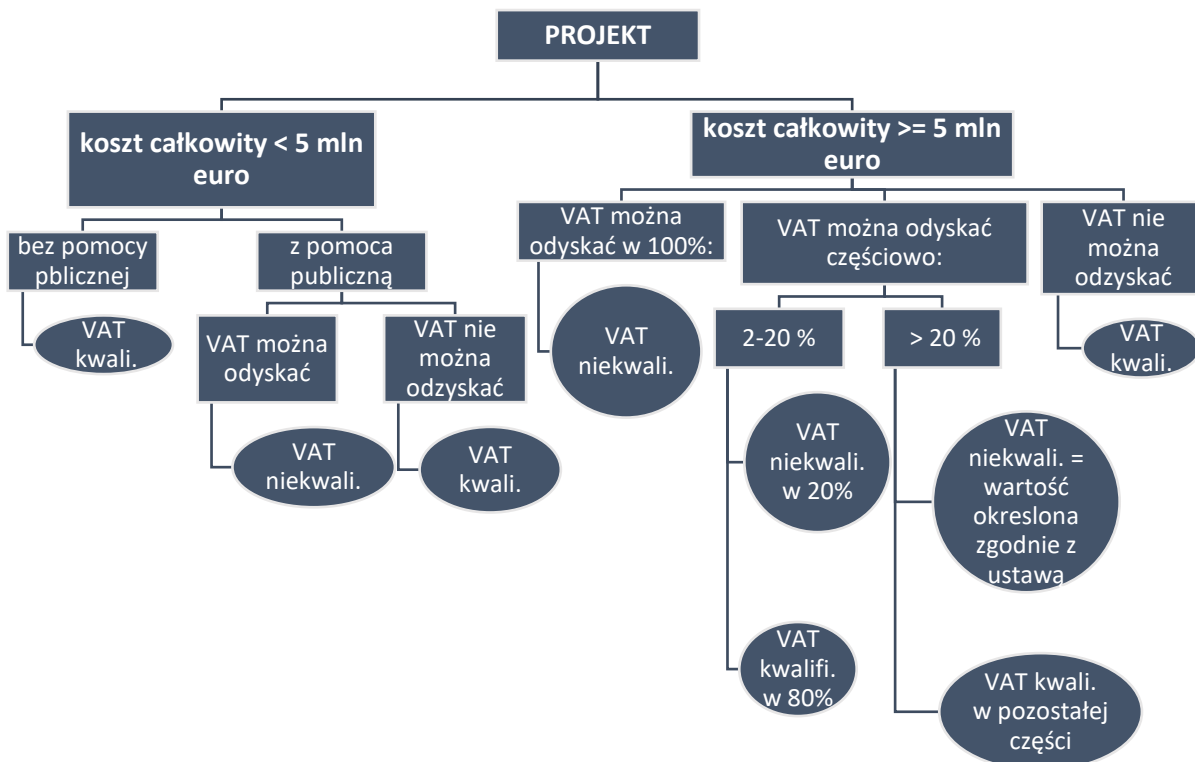 PROJEKT
koszt całkowity < 5 mln
euro
koszt całkowity >= 5 mln
euro
bez pomocy
pblicznej
z pomoca
publiczną
VAT można
odyskać w 100%:
VAT można odyskać
częściowo:
VAT nie
można
odzyskać
VAT
kwali.
VAT można
odyskać
VAT nie
można
odzyskać
VAT
niekwali.
2-20 %
> 20 %
VAT
kwali.
VAT
niekwali.
VAT
kwali.
VAT
niekwali.
w 20%
VAT
niekwali. =
wartość
okreslona
zgodnie z
ustawą
VAT
kwalifi.
w 80%
VAT kwali.
w pozostałej
części